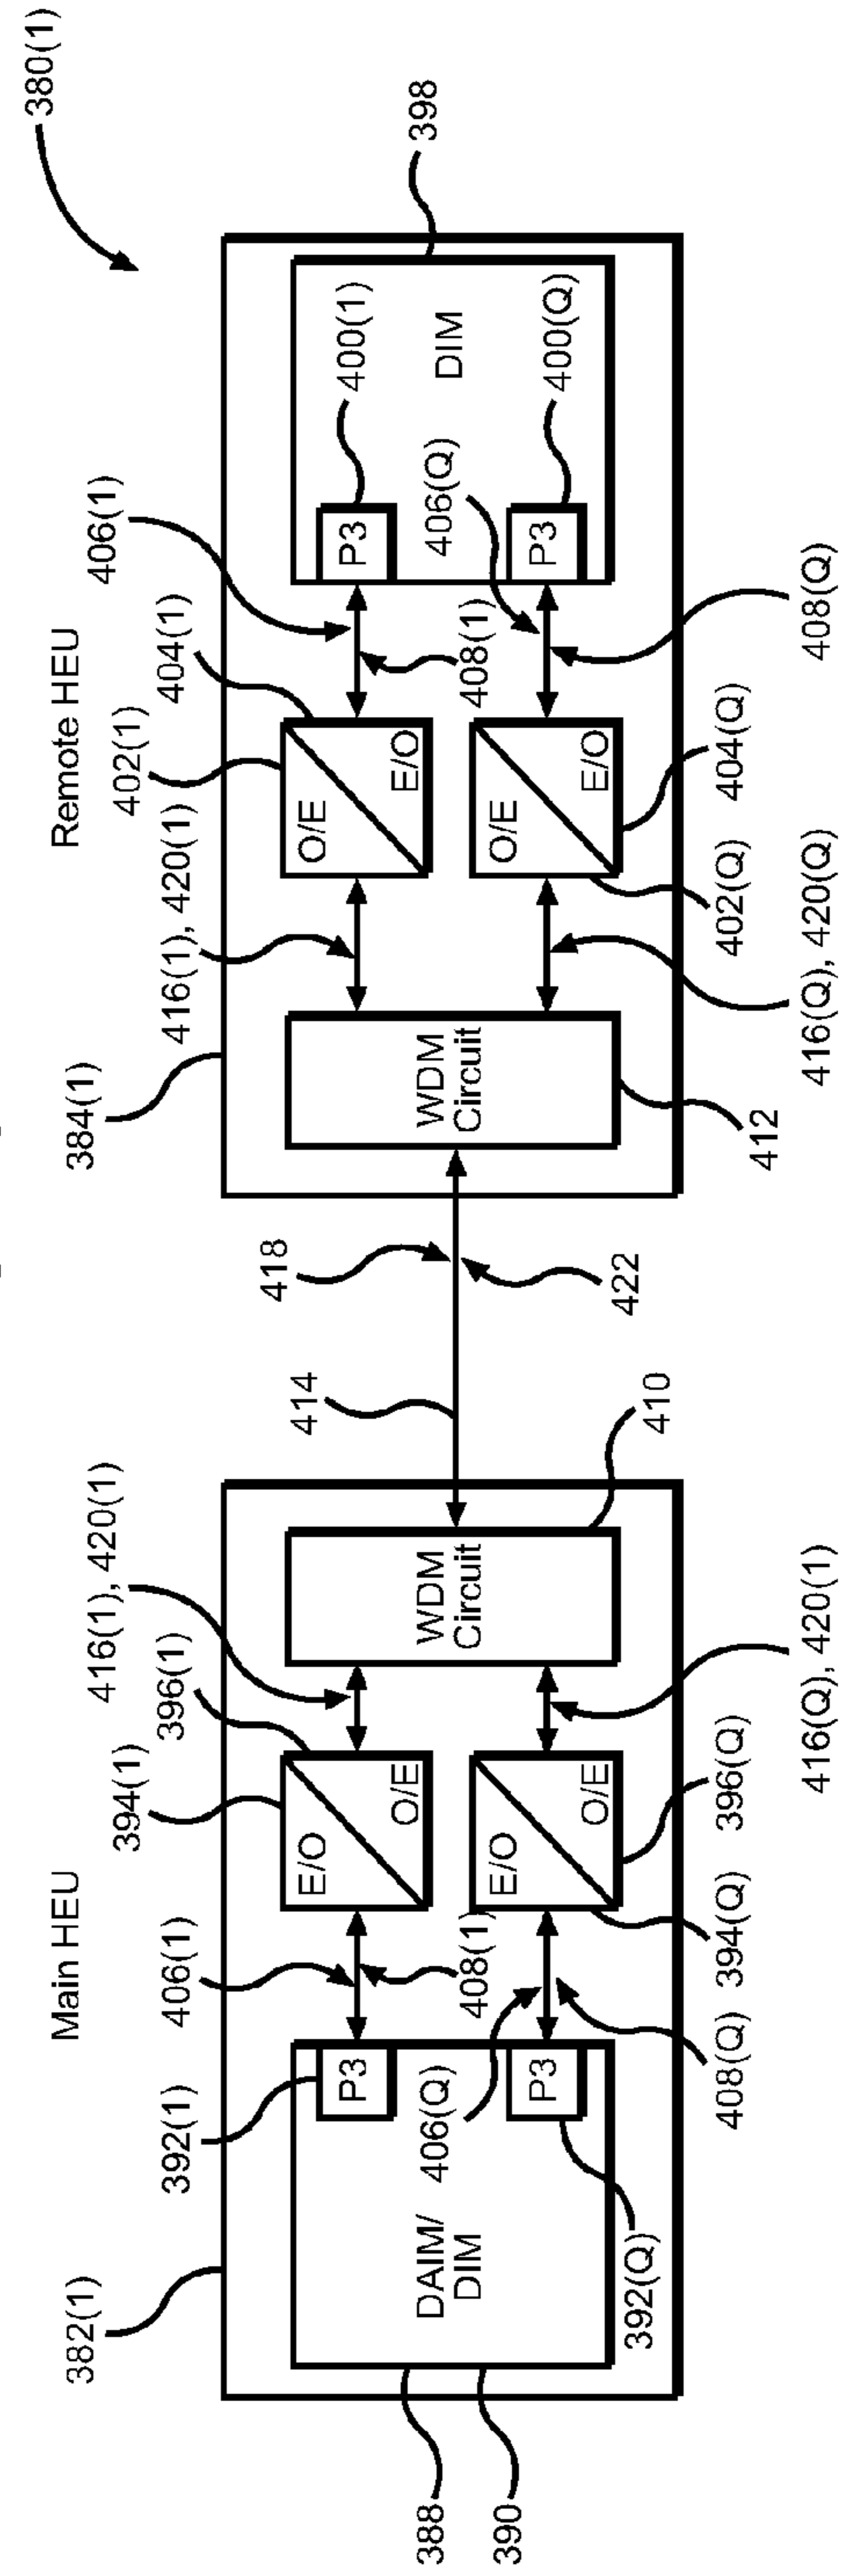 380(1)
Main HEU
Remote HEU
382(1)
392(1)
406(1)
394(1)
396(1)
416(1), 420(1)
414
418
384(1)
416(1), 420(1)
402(1)
404(1)
406(1)
398
388
390
DAIM/
DIM
P3
P3
406(Q)
408(1)
E/O
O/E
E/O
O/E
WDM
Circuit
WDM
Circuit
O/E
E/O
O/E
E/O
408(1)
406(Q)
P3
P3
400(1)
DIM
400(Q)
392(Q)
408(Q)
394(Q)
396(Q)
416(Q), 420(1)
410
422
412
416(Q), 420(Q)
402(Q)
404(Q)
408(Q)